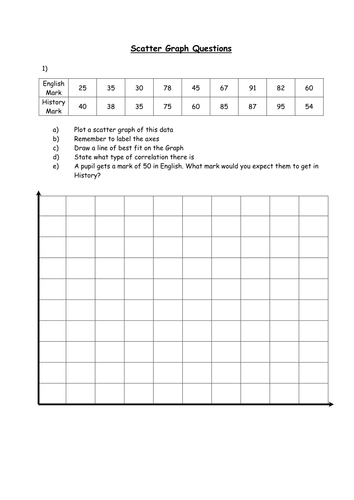 Scatter Graph Questions
1)
English Mark 25 35 30 78 45 67 91 82 60
History Mark 40 38 35 75 60 85 87 95 54
a) Plot a scatter graph of this data
b) Remember to label the axes
c) Draw a line of best fit on the Graph
d) State what type of correlation there is
e) A pupil gets a mark of 50 in English. What mark would you expect them to get in
History?